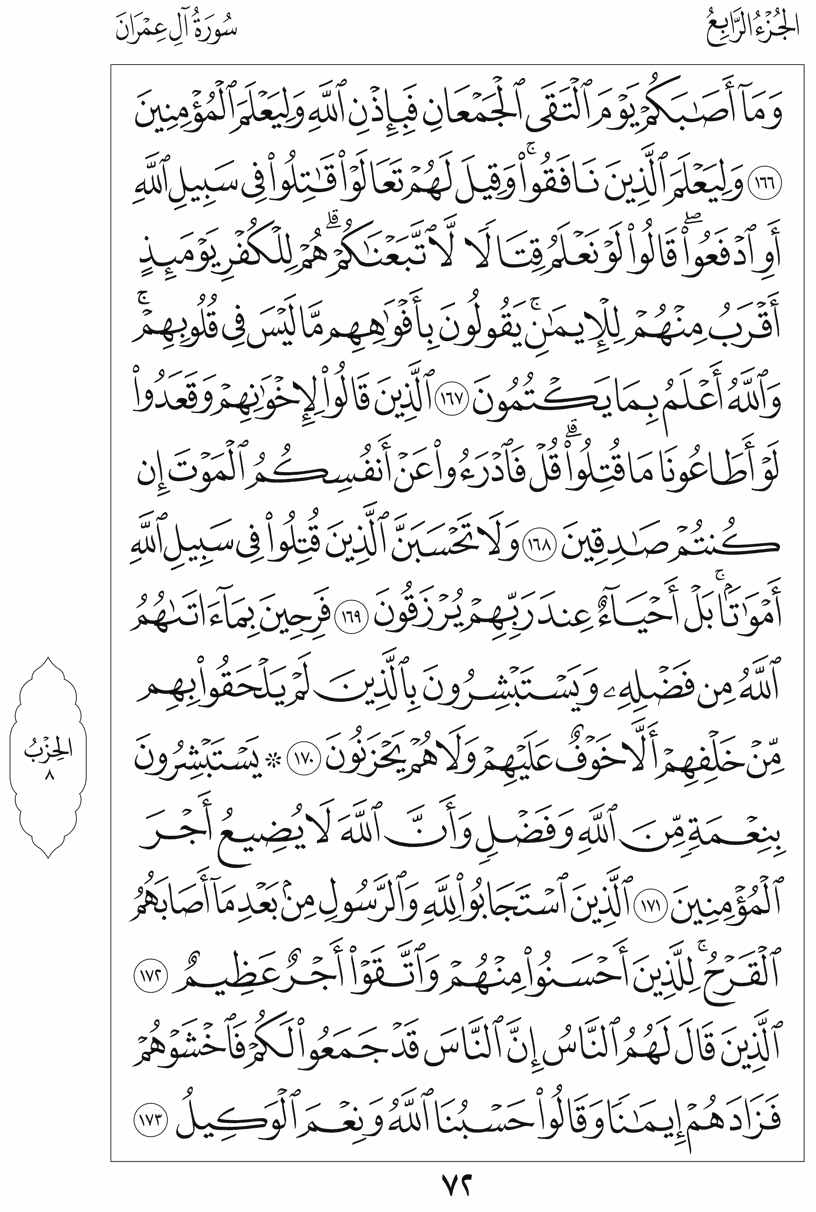 الجُزْءُ الرَّابِعُ
سُورَةُ آلِ عِمْرَانَ
وَمَآ أَصَٰبَكُمْ يَوْمَ ٱلْتَقَى ٱلْجَمْعَانِ فَبِإِذْنِ ٱللَّهِ وَلِيَعْلَمَ ٱلْمُؤْمِنِينَ
١٦٦ وَلِيَعْلَمَ ٱلَّذِينَ نَافَقُوا۟ۚ وَقِيلَ لَهُمْ تَعَالَوْا۟ قَٰتِلُوا۟ فِى سَبِيلِ ٱللَّهِ
أَوِ ٱدْفَعُوا۟ۖ قَالُوا۟ لَوْ نَعْلَمُ قِتَالًا لَّٱتَّبَعْنَٰكُمْۗ هُمْ لِلْكُفْرِ يَوْمَئِذٍ
أَقْرَبُ مِنْهُمْ لِلْإِيمَٰنِۚ يَقُولُونَ بِأَفْوَٰهِهِم مَّا لَيْسَ فِى قُلُوبِهِمْۚ
وَٱللَّهُ أَعْلَمُ بِمَا يَكْتُمُونَ ١٦٧ ٱلَّذِينَ قَالُوا۟ لِإِخْوَٰنِهِمْ وَقَعَدُوا۟
لَوْ أَطَاعُونَا مَا قُتِلُوا۟ۗ قُلْ فَٱدْرَءُوا۟ عَنْ أَنفُسِكُمُ ٱلْمَوْتَ إِن
كُنتُمْ صَٰدِقِينَ ١٦٨ وَلَا تَحْسَبَنَّ ٱلَّذِينَ قُتِلُوا۟ فِى سَبِيلِ ٱللَّهِ
أَمْوَٰتًۢاۚ بَلْ أَحْيَآءٌ عِندَ رَبِّهِمْ يُرْزَقُونَ ١٦٩ فَرِحِينَ بِمَآ ءَاتَىٰهُمُ
ٱللَّهُ مِن فَضْلِهِۦ وَيَسْتَبْشِرُونَ بِٱلَّذِينَ لَمْ يَلْحَقُوا۟ بِهِم
مِّنْ خَلْفِهِمْ أَلَّا خَوْفٌ عَلَيْهِمْ وَلَا هُمْ يَحْزَنُونَ ١٧٠ ۞ يَسْتَبْشِرُونَ
بِنِعْمَةٍ مِّنَ ٱللَّهِ وَفَضْلٍ وَأَنَّ ٱللَّهَ لَا يُضِيعُ أَجْرَ
ٱلْمُؤْمِنِينَ ١٧١ ٱلَّذِينَ ٱسْتَجَابُوا۟ لِلَّهِ وَٱلرَّسُولِ مِنۢ بَعْدِ مَآ أَصَابَهُمُ
ٱلْقَرْحُۚ لِلَّذِينَ أَحْسَنُوا۟ مِنْهُمْ وَٱتَّقَوْا۟ أَجْرٌ عَظِيمٌ ١٧٢
ٱلَّذِينَ قَالَ لَهُمُ ٱلنَّاسُ إِنَّ ٱلنَّاسَ قَدْ جَمَعُوا۟ لَكُمْ فَٱخْشَوْهُمْ
فَزَادَهُمْ إِيمَٰنًا وَقَالُوا۟ حَسْبُنَا ٱللَّهُ وَنِعْمَ ٱلْوَكِيلُ ١٧٣
الحِزْبُ
٨
٧٢